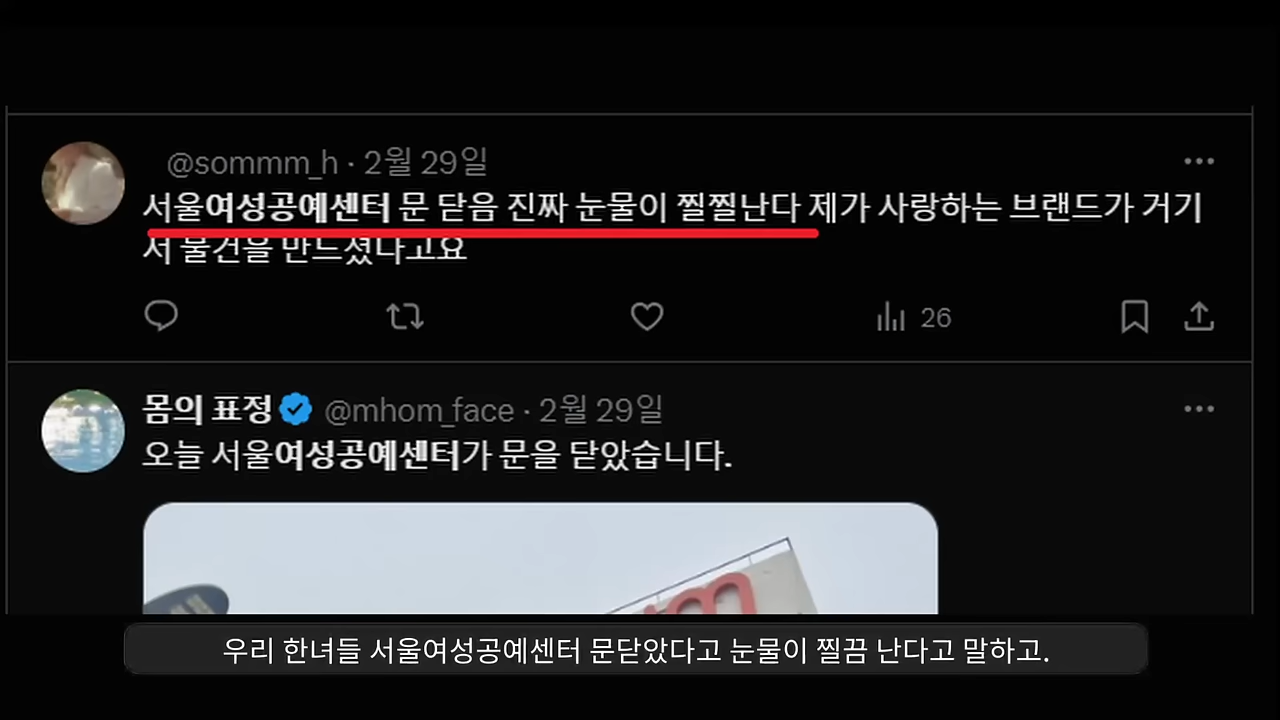 @sommm_h · 2월 29일
서울여성공예센터 문 닫음 진짜 눈물이 찔찔난다 제가 사랑하는 브랜드가 거기
서 물건을 만드셨다고요
26
몸의 표정 @mhom_face · 2월 29일
오늘 서울여성공예센터가 문을 닫았습니다.
우리 한녀들 서울여성공예센터 문닫았다고 눈물이 찔끔 난다고 말하고.